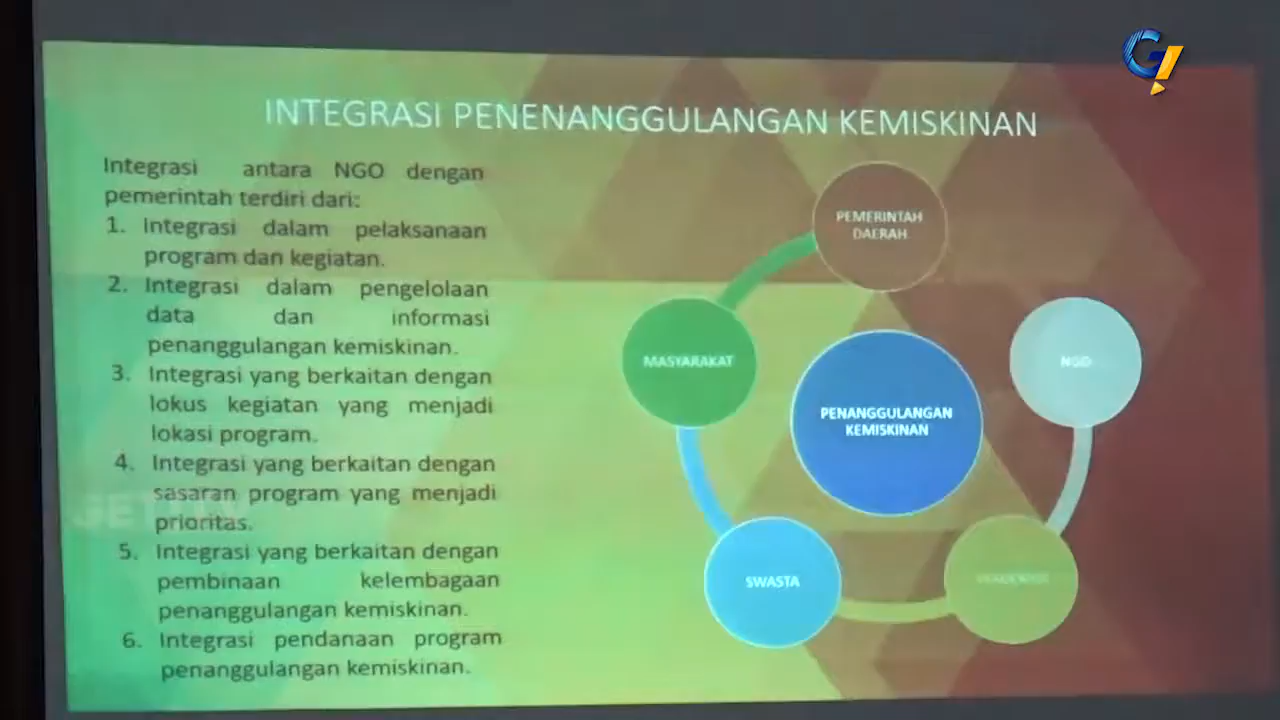 INTEGRASI PENENANGGULANGAN KEMISKINAN
Integrasi antara NGO dengan
pemerintah terdiri dari:
1. Integrasi dalam pelaksanaan
program dan kegiatan.
2. Integrasi dalam pengelolaan
data dan informasi
penanggulangan kemiskinan.
3. Integrasi yang berkaitan dengan
lokus kegiatan yang menjadi
lokasi program.
4. Integrasi yang berkaitan dengan
sasaran program yang menjadi
prioritas.
5. Integrasi yang berkaitan dengan
pembinaan kelembagaan
penanggulangan kemiskinan.
6. Integrasi pendanaan program
penanggulangan kemiskinan.
PEMERINTAH
DAERAH
MASYARAKAT
NGO
PENANGGULANGAN
KEMISKINAN
SWASTA